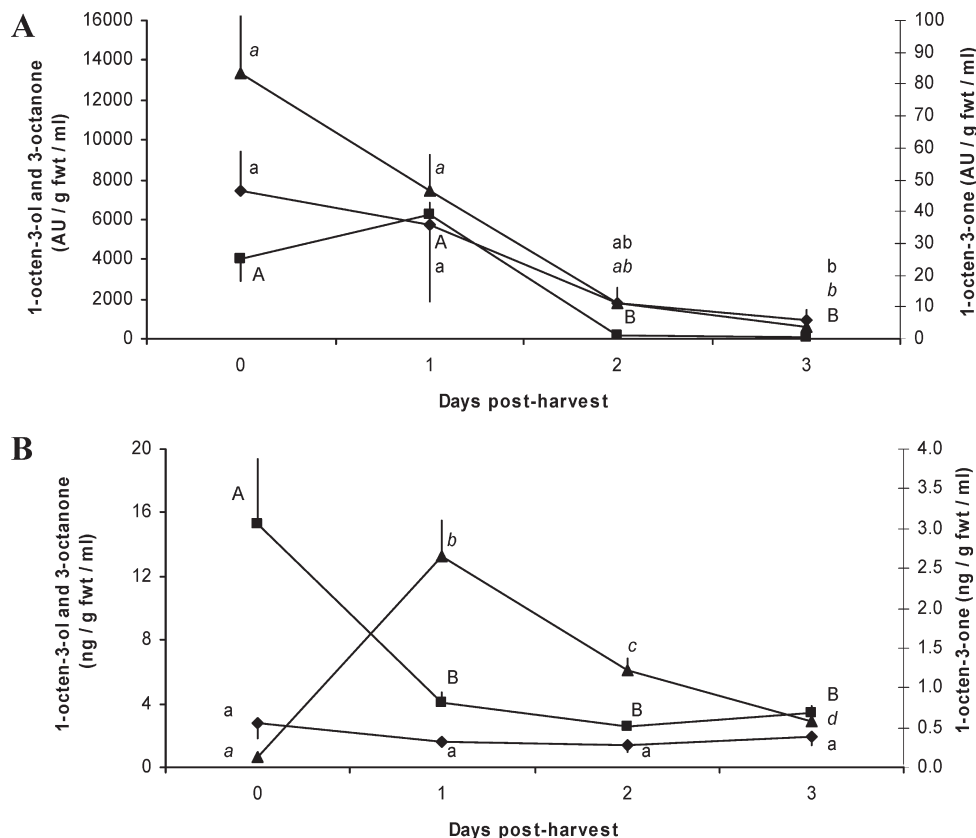 A
1-octen-3-ol and 3-octanone
(AU / g fwt / ml)
16000
14000
12000
10000
8000
6000
4000
2000
0
a
a
A
a
A
a
ab
ab
B
b
b
B
100
90
80
70
60
50
40
30
20
10
0
1-octen-3-one (AU / g fwt / ml)
0 1 2 3
Days post-harvest
B
1-octen-3-ol and 3-octanone
(ng / g fwt / ml)
20
16
12
8
4
0
A
a
a
b
B
a
c
B
a
B
d
a
4.0
3.5
3.0
2.5
2.0
1.5
1.0
0.5
0.0
1-octen-3-one (ng / g fwt / ml)
0 1 2 3
Days post-harvest